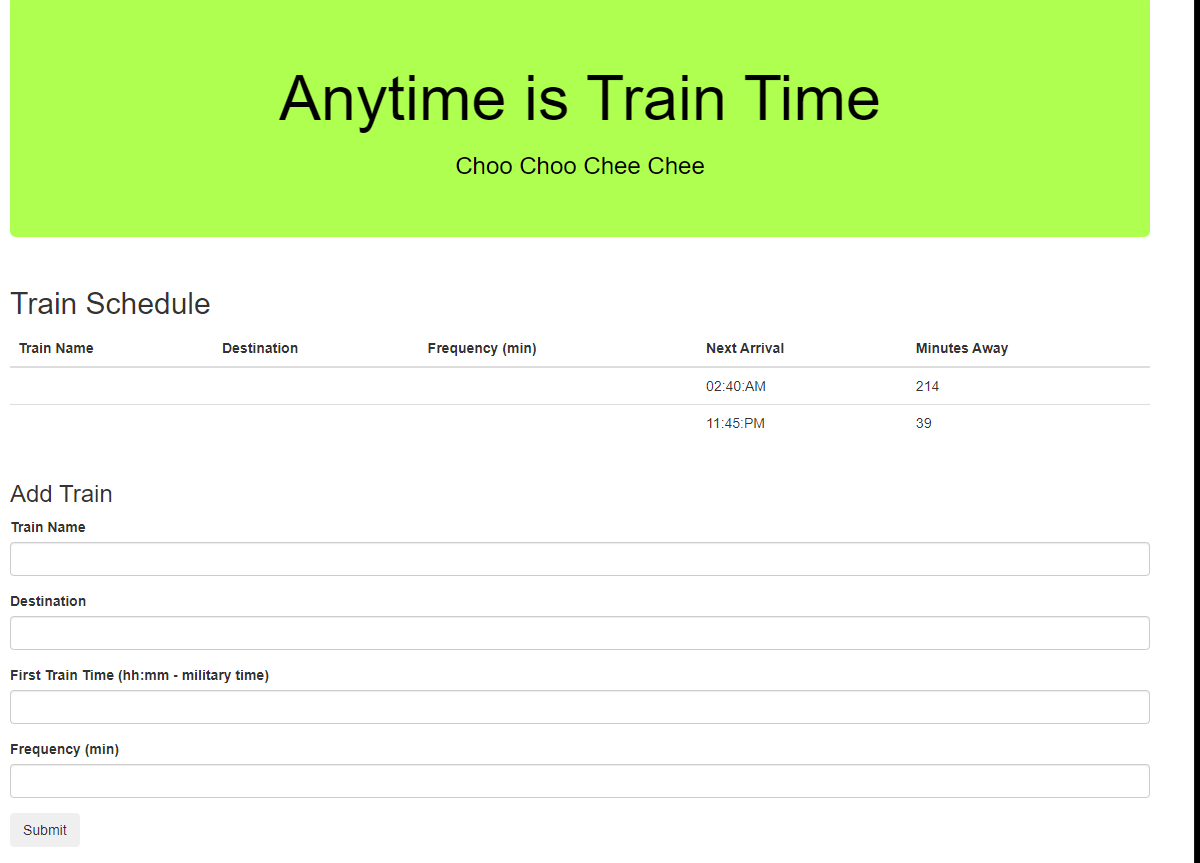 Anytime is Train Time
Choo Choo Chee Chee
Train Schedule
Train Name Destination Frequency (min) Next Arrival Minutes Away
02:40:AM 214
11:45:PM 39
Add Train
Train Name
Destination
First Train Time (hh:mm - military time)
Frequency (min)
Submit